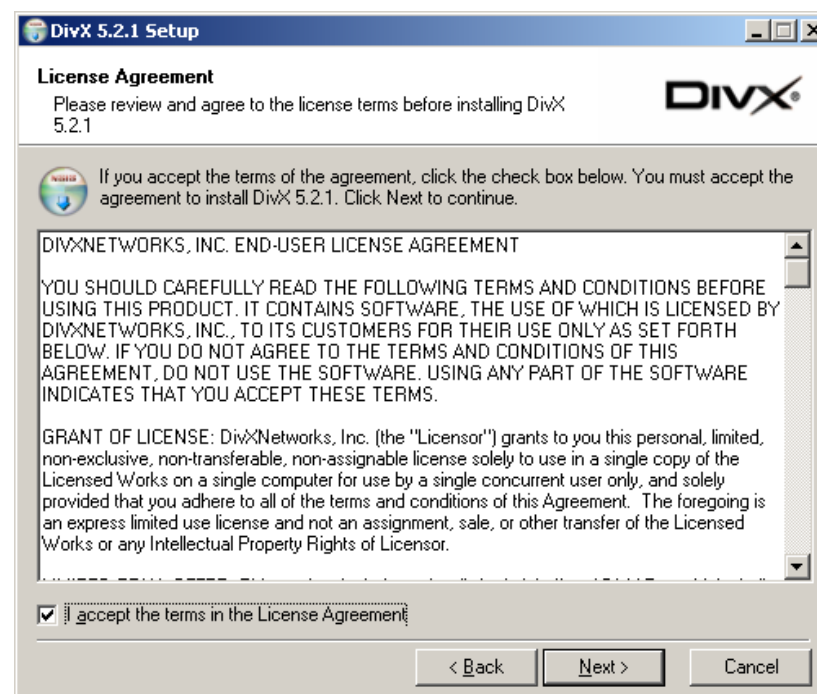 DivX 5.2.1 Setup
License Agreement
Please review and agree to the license terms before installing DivX
5.2.1
DIVX
If you accept the terms of the agreement, click the check box below. You must accept the
agreement to install DivX 5.2.1. Click Next to continue.
DIVXNETWORKS, INC. END-USER LICENSE AGREEMENT
YOU SHOULD CAREFULLY READ THE FOLLOWING TERMS AND CONDITIONS BEFORE
USING THIS PRODUCT. IT CONTAINS SOFTWARE, THE USE OF WHICH IS LICENSED BY
DIVXNETWORKS, INC., TO ITS CUSTOMERS FOR THEIR USE ONLY AS SET FORTH
BELOW. IF YOU DO NOT AGREE TO THE TERMS AND CONDITIONS OF THIS
AGREEMENT, DO NOT USE THE SOFTWARE. USING ANY PART OF THE SOFTWARE
INDICATES THAT YOU ACCEPT THESE TERMS.
GRANT OF LICENSE: DivXNetworks, Inc. (the "Licensor") grants to you this personal, limited,
non-exclusive, non-transferable, non-assignable license solely to use in a single copy of the
Licensed Works on a single computer for use by a single concurrent user only, and solely
provided that you adhere to all of the terms and conditions of this Agreement.  The foregoing is
an express limited use license and not an assignment, sale, or other transfer of the Licensed
Works or any Intellectual Property Rights of Licensor.
I accept the terms in the License Agreement
< Back
Next >
Cancel